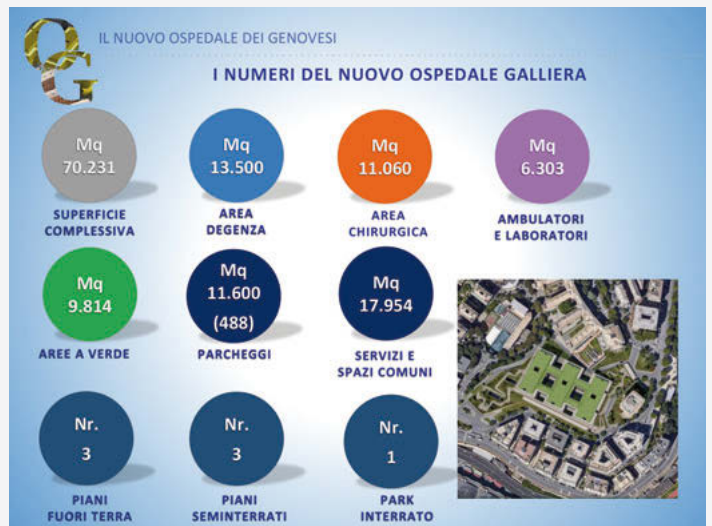 OG
IL NUOVO OSPEDALE DEI GENOVESI
I NUMERI DEL NUOVO OSPEDALE GALLIERA
Mq
70.231
SUPERFICIE
COMPLESSIVA
Mq
13.500
AREA
DEGENZA
Mq
11.060
AREA
CHIRURGICA
Mq
6.303
AMBULATORI
E LABORATORI
Mq
9.814
AREE A VERDE
Mq
11.600
(488)
PARCHEGGI
Mq
17.954
SERVIZI E
SPAZI COMUNI
Nr.
3
PIANI
FUORI TERRA
Nr.
3
PIANI
SEMINTERRATI
Nr.
1
PARK
INTERRATO